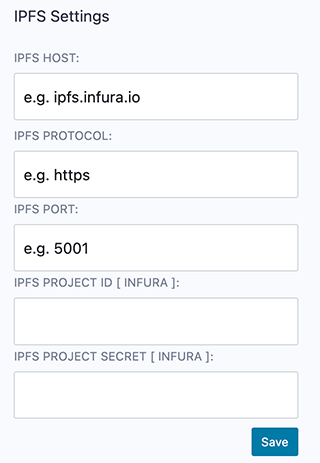 IPFS Settings
IPFS HOST:
e.g. ipfs.infura.io
IPFS PROTOCOL:
e.g. https
IPFS PORT:
e.g. 5001
IPFS PROJECT ID [ INFURA ]:
IPFS PROJECT SECRET [ INFURA ]:
Save